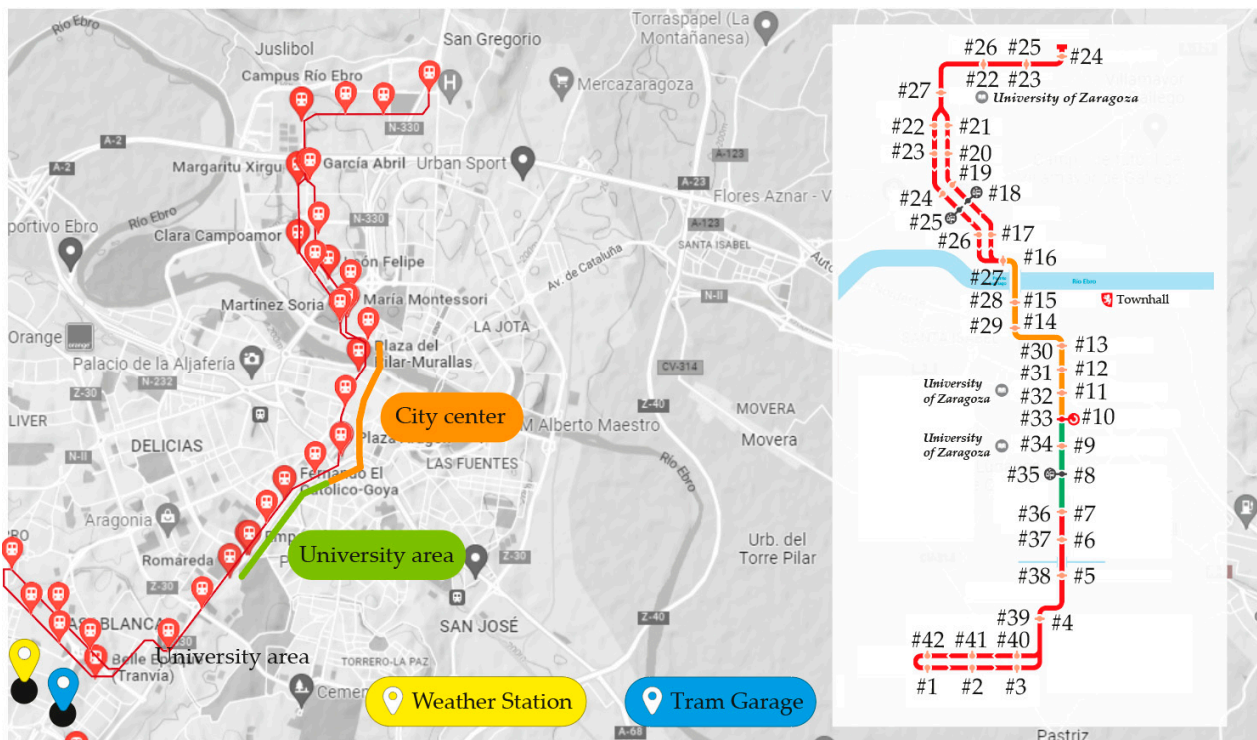 Río Ebro
Torraspapel (La
Montañanesa)
San Gregorio
Juslibol
Campus Río Ebro
H
Mercazaragoza
N-330
A-2
A-2
Margaritu Xirgu
García Abril
Urban Sport
A-123
A-23
Flores Aznar - V
Río Ebro
N-330
A-123
portivo Ebro
Clara Campoamor
SANTA ISABEL
León Felipe
Av. de Cataluña
Martínez Soria
María Montessori
N-II
LA JOTA
Orange
orange
Plaza del
Pilar-Murallas
Palacio de la Aljafería
CV-314
N-232
Z-30
LIVER
City center
Z-40
MOVERA
M Alberto Maestro
Movera
DELICIAS
N-II
LAS FUENTES
Río Ebro
Fernando El
Católico-Goya
Aragonia
Romareda
University area
Z-30
Urb. del
Torre Pilar
Z-30
Z-40
SAN JOSÉ
University area
Belle Epoque
(Tranvía)
TORRERO-LA PAZ
Weather Station
Tram Garage
A-68
Pastriz
#26 #25
#24
#22 #23
#27
University of Zaragoza
#22 #21
#23 #20
#19
#24 #18
#25
#26 #17
#16
#27
Río Ebro
#28 #15
Townhall
#29 #14
#30 #13
#31 #12
University
of Zaragoza
#32 #11
#33 #10
University
of Zaragoza
#34 #9
#35 #8
#36 #7
#37 #6
#38 #5
#39 #4
#42 #41 #40
#1 #2 #3